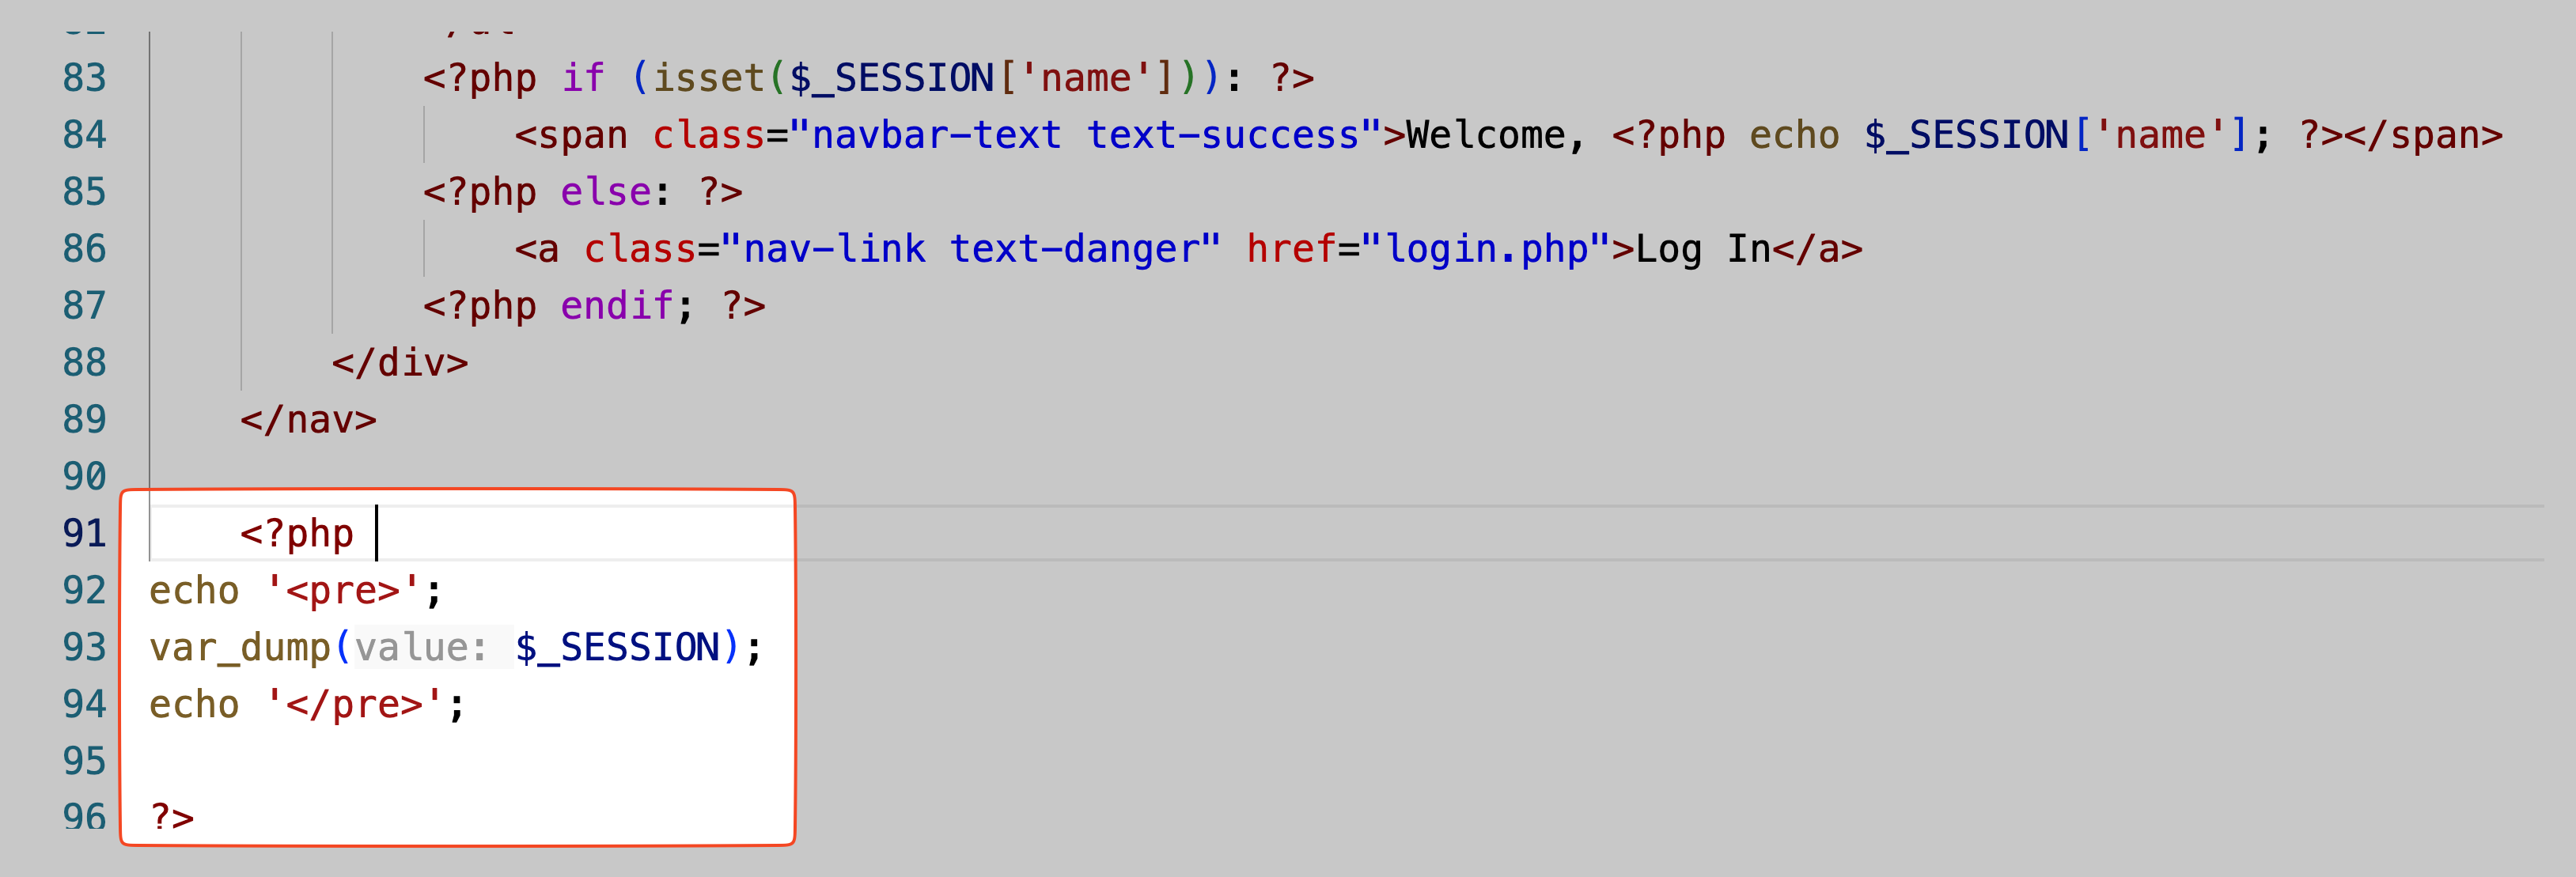 83 <?php if (isset($_SESSION['name'])): ?>
84 <span class="navbar-text text-success">Welcome, <?php echo $_SESSION['name']; ?></span>
85 <?php else: ?>
86 <a class="nav-link text-danger" href="login.php">Log In</a>
87 <?php endif; ?>
88 </div>
89 </nav>
90
91 <?php
92 echo '<pre>';
93 var_dump(value: $_SESSION);
94 echo '</pre>';
95
96 ?>